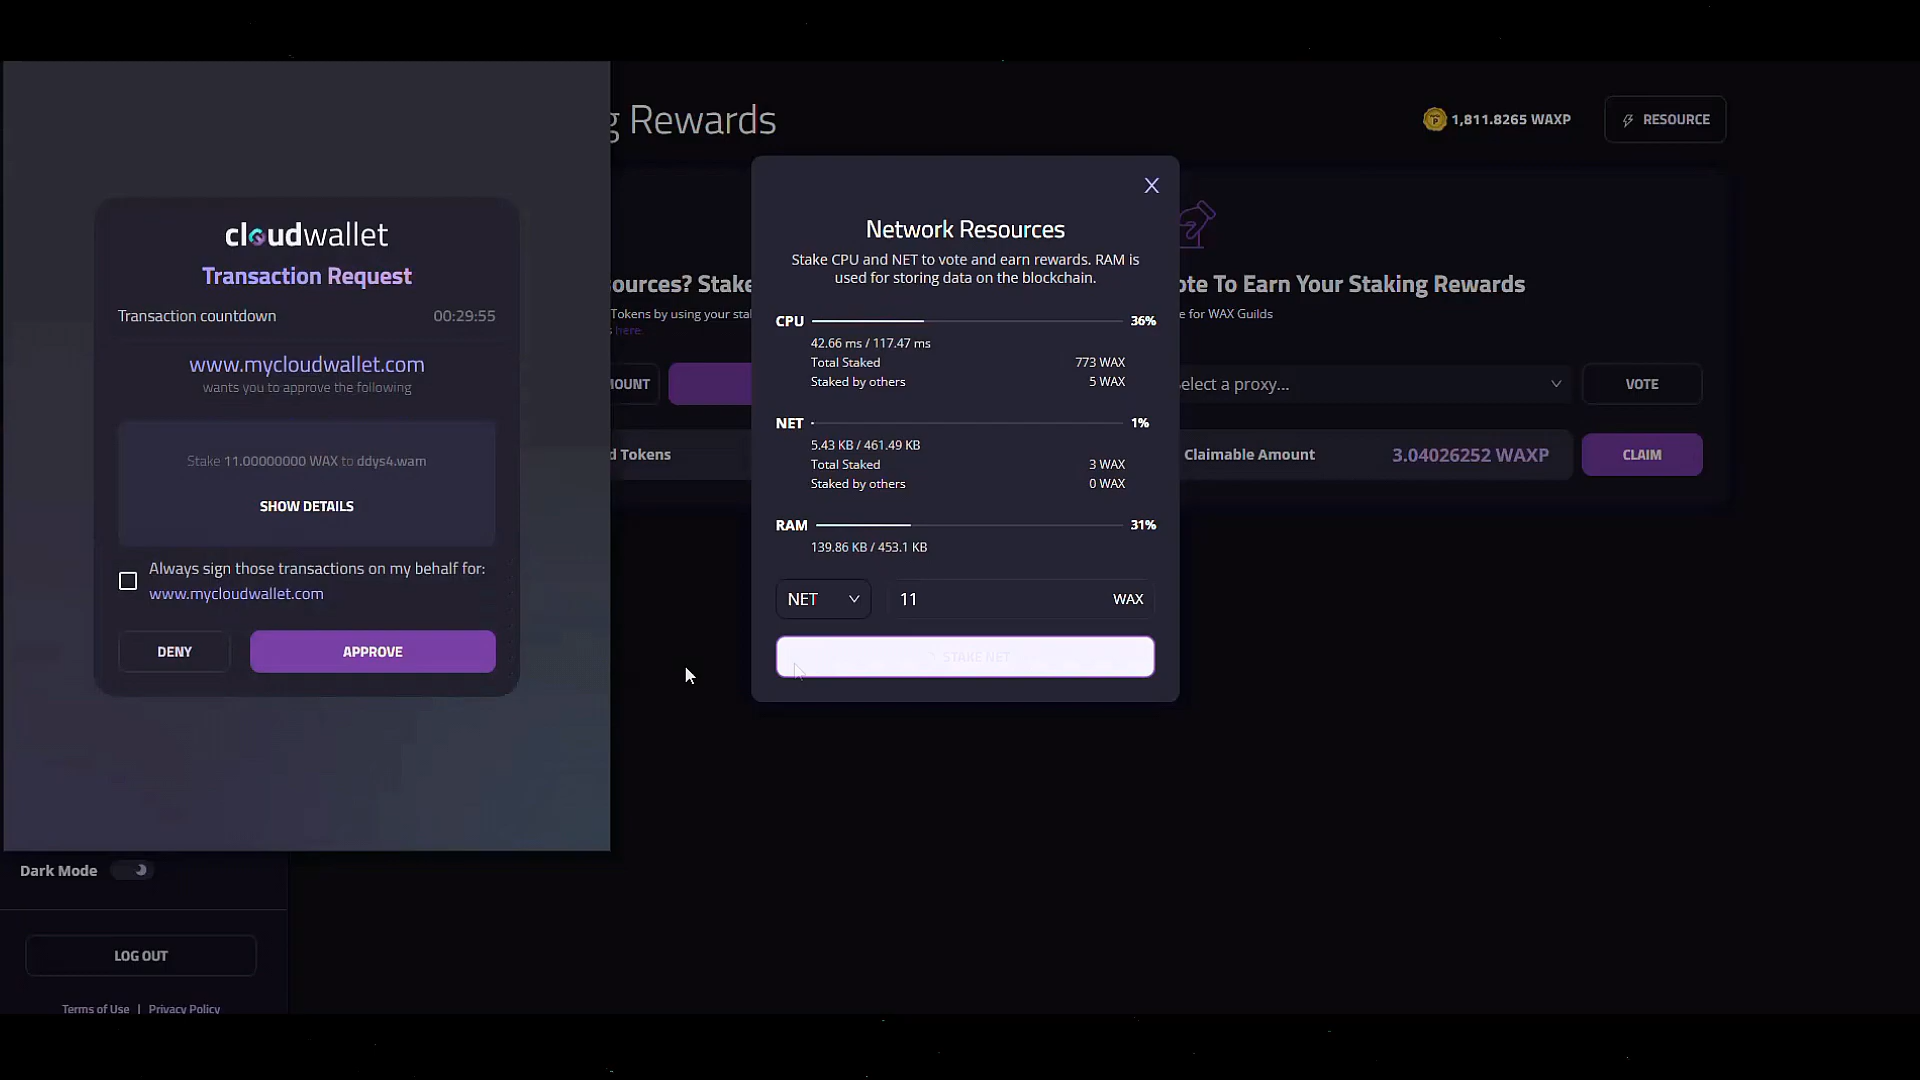 cloudwallet
Transaction Request
Transaction countdown 00:29:55
www.mycloudwallet.com
wants you to approve the following
Stake 11.00000000 WAX to ddys4.wam
SHOW DETAILS
Always sign those transactions on my behalf for:
www.mycloudwallet.com
DENY APPROVE
Dark Mode
LOG OUT
Terms of Use | Privacy Policy
g Rewards
1,811.8265 WAXP RESOURCE
ources? Stake
Tokens by using your stal
s here.
MOUNT
d Tokens
X
Network Resources
Stake CPU and NET to vote and earn rewards. RAM is
used for storing data on the blockchain.
CPU 36%
42.66 ms / 117.47 ms
Total Staked 773 WAX
Staked by others 5 WAX
NET 1%
5.43 KB / 461.49 KB
Total Staked 3 WAX
Staked by others 0 WAX
RAM 31%
139.86 KB / 453.1 KB
NET 11 WAX
STAKE NET
ote To Earn Your Staking Rewards
e for WAX Guilds
elect a proxy... VOTE
Claimable Amount 3.04026252 WAXP CLAIM